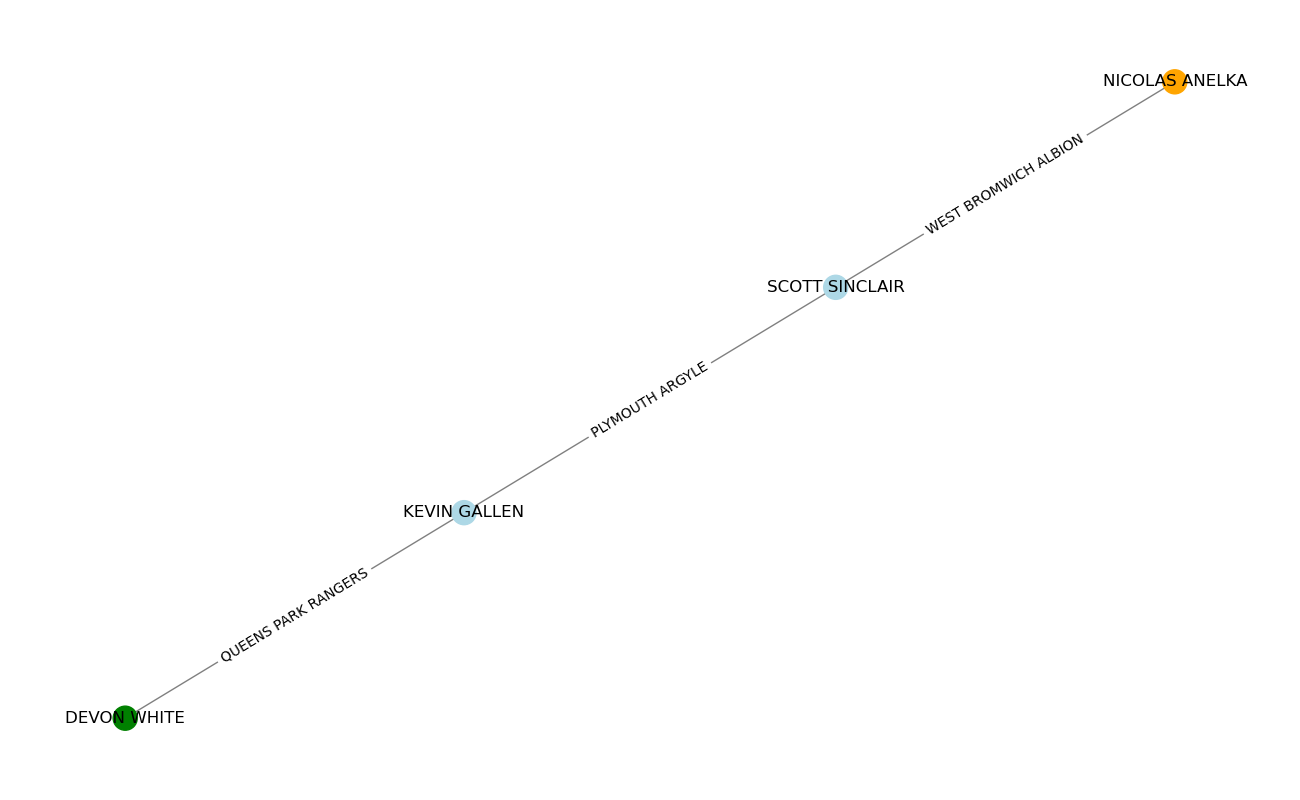 NICOLAS ANELKA
WEST BROMWICH ALBION
SCOTT SINCLAIR
PLYMOUTH ARGYLE
KEVIN GALLEN
QUEENS PARK RANGERS
DEVON WHITE